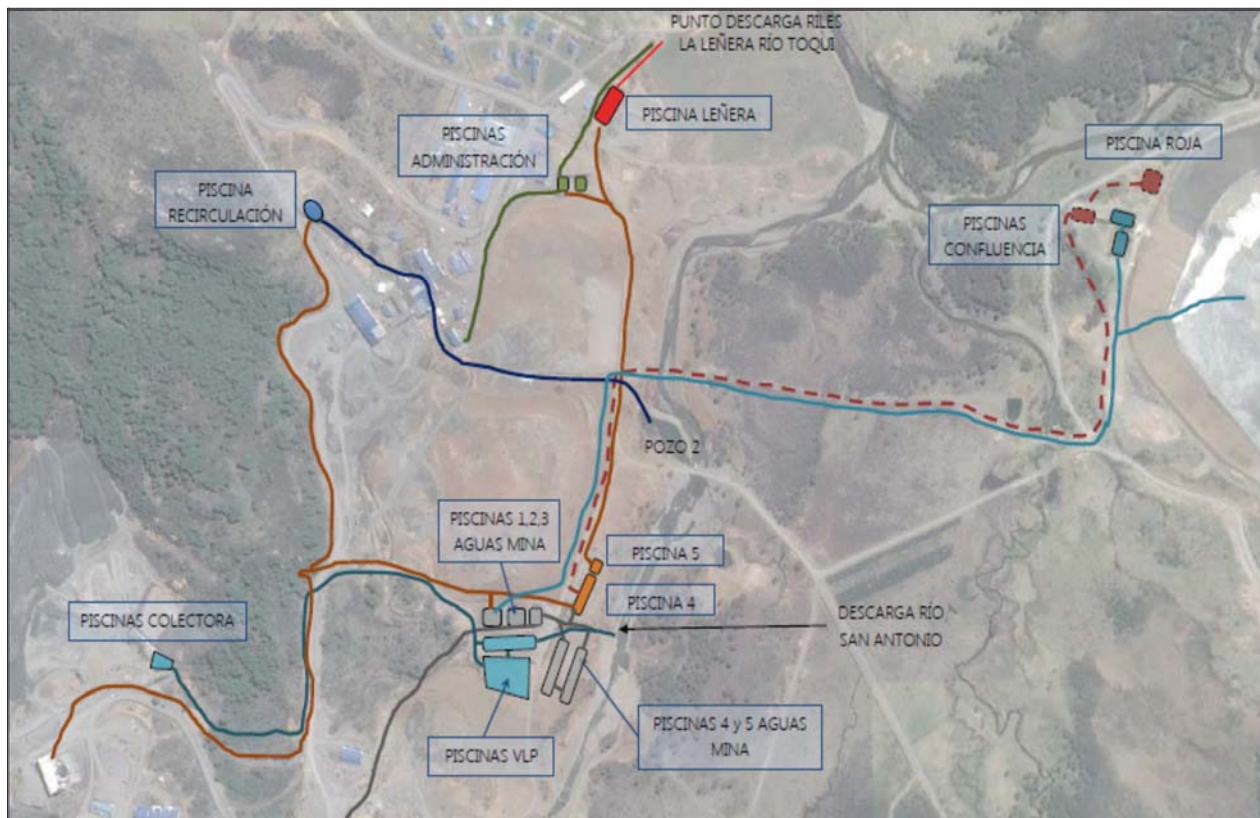 PUNTO DESCARGA RILES
LA LEÑERA RÍO TOQUI
PISCINA LEÑERA
PISCINAS
ADMINISTRACIÓN
PISCINA ROJA
PISCINA
RECIRCULACIÓN
PISCINAS
CONFLUENCIA
POZO 2
PISCINAS 1,2,3
AGUAS MINA
PISCINA 5
PISCINA 4
PISCINAS COLECTORA
DESCARGA RÍO
SAN ANTONIO
PISCINAS VLP
PISCINAS 4 y 5 AGUAS
MINA